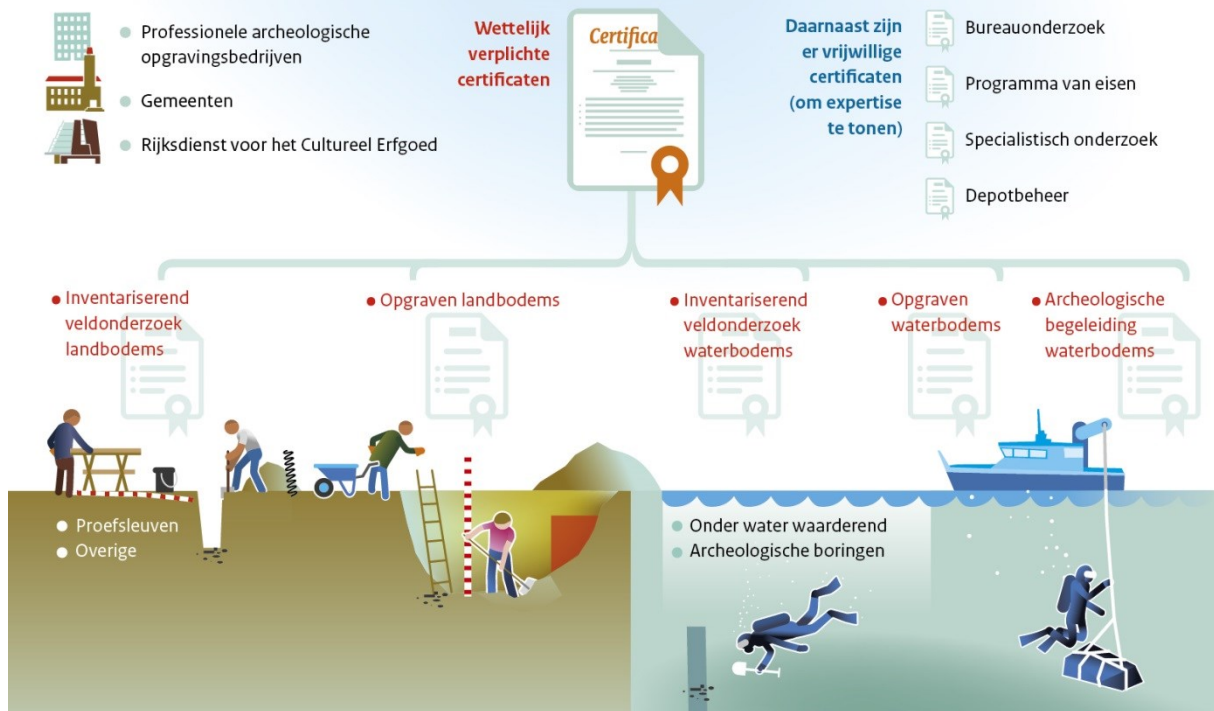 Professionele archeologische
opgravingsbedrijven
Gemeenten
Rijksdienst voor het Cultureel Erfgoed
Wettelijk
verplichte
certificaten
Certifica
Daarnaast zijn
er vrijwillige
certificaten
(om expertise
te tonen)
Bureauonderzoek
Programma van eisen
Specialistisch onderzoek
Depotbeheer
Inventariserend
veldonderzoek
landbodems
Opgraven landbodems
Inventariserend
veldonderzoek
waterbodems
Opgraven
waterbodems
Archeologische
begeleiding
waterbodems
Proefsleuven
Overige
Onder water waarderend
Archeologische boringen